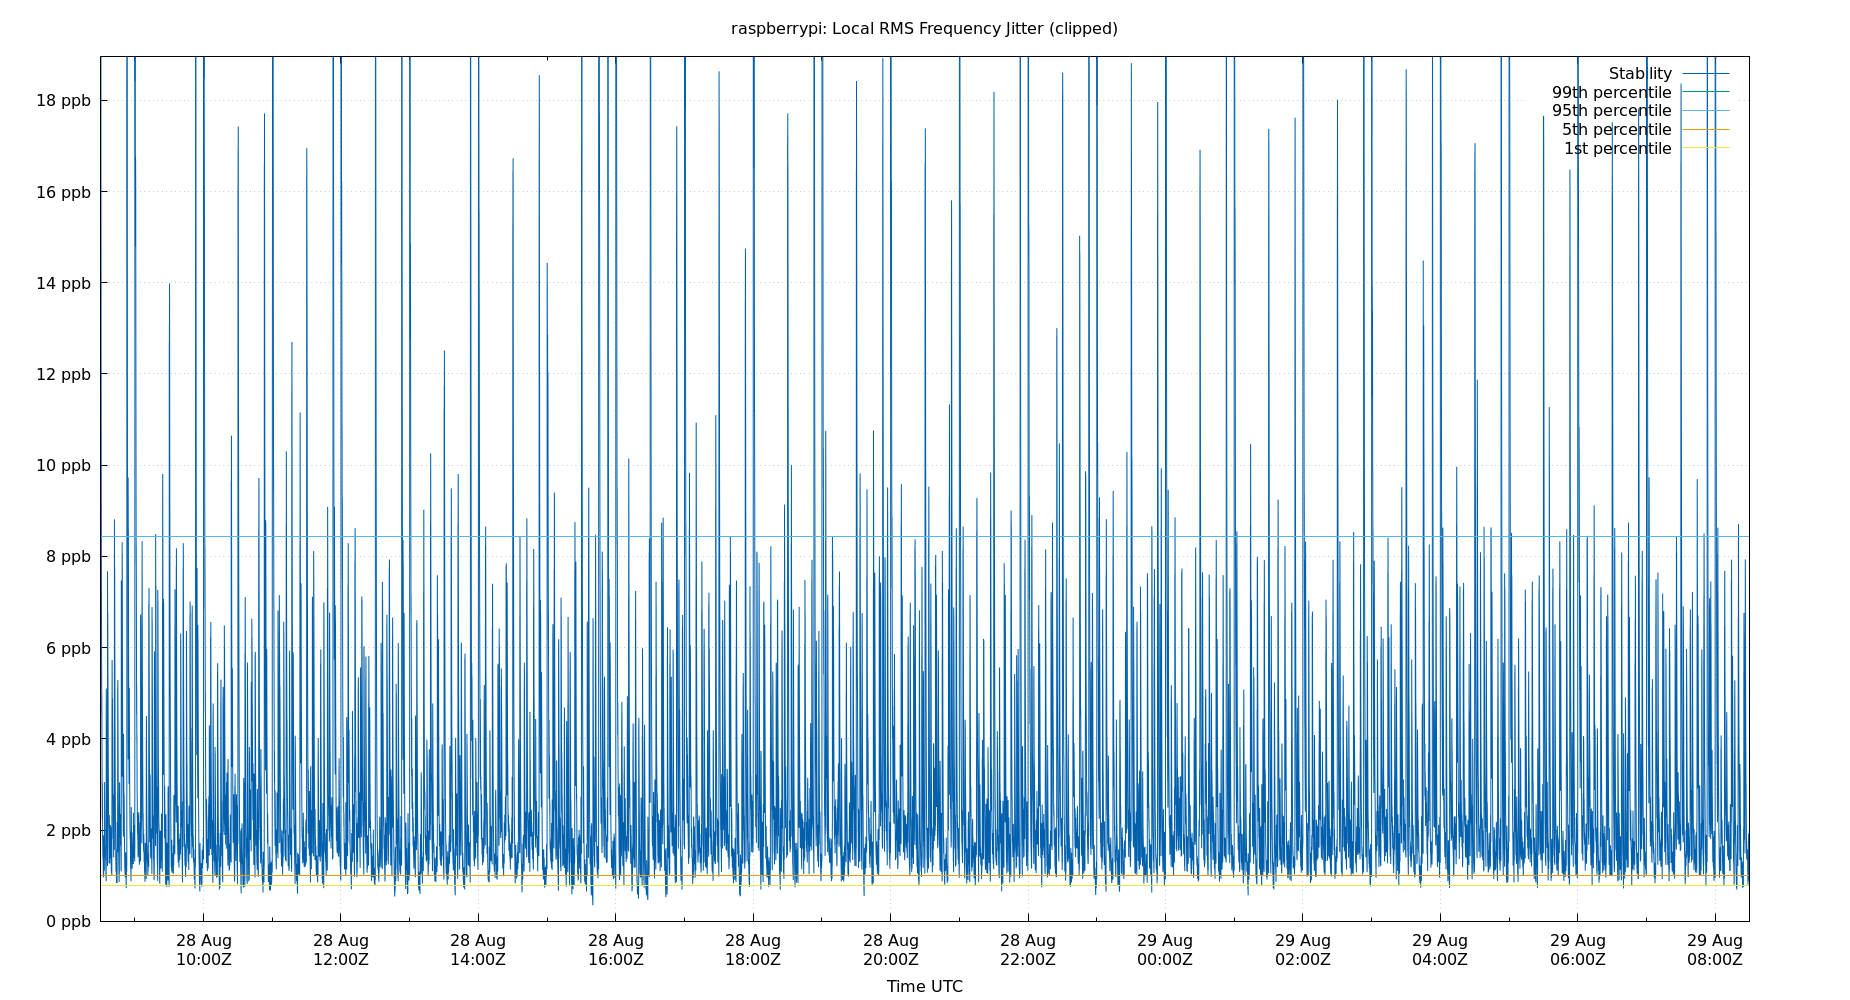 raspberrypi: Local RMS Frequency Jitter (clipped)
Stability
99th percentile
95th percentile
5th percentile
1st percentile
18 ppb
16 ppb
14 ppb
12 ppb
10 ppb
8 ppb
6 ppb
4 ppb
2 ppb
0 ppb
28 Aug 28 Aug 28 Aug 28 Aug 28 Aug 28 Aug 28 Aug 29 Aug 29 Aug 29 Aug 29 Aug 29 Aug
10:00Z 12:00Z 14:00Z 16:00Z 18:00Z 20:00Z 22:00Z 00:00Z 02:00Z 04:00Z 06:00Z 08:00Z
Time UTC